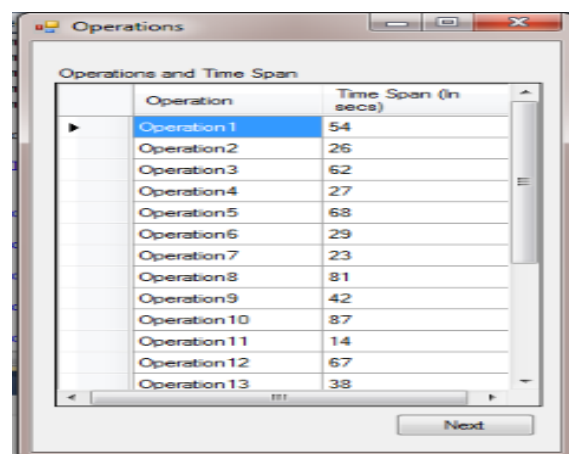 Operations
Operations and Time Span
Operation Time Span (In
secs)
Operation1 54
Operation2 26
Operation3 62
Operation4 27
Operation5 68
Operation6 29
Operation7 23
Operation8 81
Operation9 42
Operation10 87
Operation11 14
Operation12 67
Operation13 38
Next